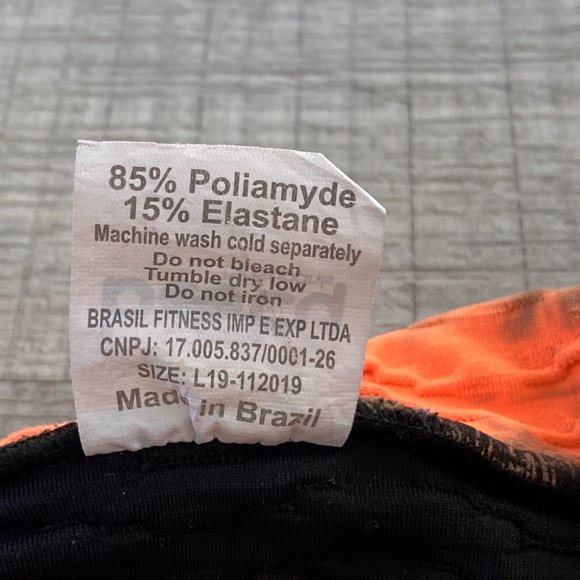 85% Poliamyde
15% Elastane
Machine wash cold separately
Do not bleach
Tumble dry low
Do not iron
BRASIL FITNESS IMP E EXP LTDA
CNPJ: 17.005.837/0001-26
SIZE: L19-112019
Made in Brazil